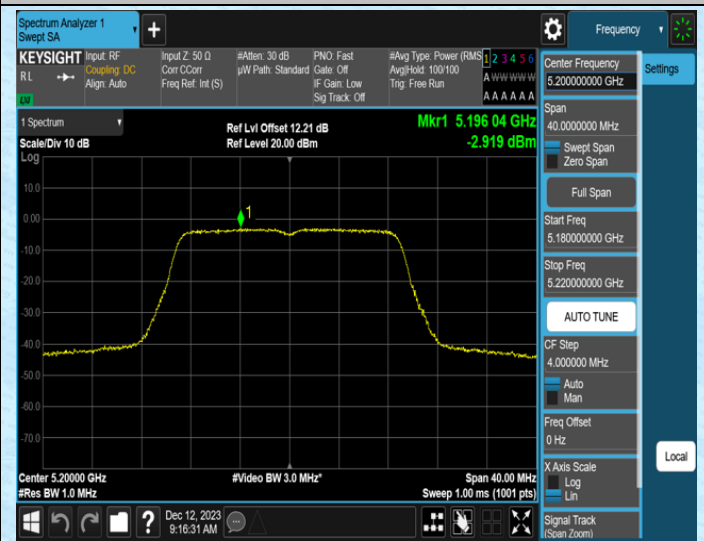 Spectrum Analyzer 1
Swept SA
+
Frequency
KEYSIGHT
RL
LXI
Input: RF
Coupling: DC
Align: Auto
Input Z: 50 Ω
Corr CCorr
Freq Ref: Int (S)
#Atten: 30 dB
µW Path: Standard
PNO: Fast
Gate: Off
IF Gain: Low
Sig Track: Off
#Avg Type: Power (RMS
Avg|Hold: 100/100
Trig: Free Run
1 2 3 4 5 6
A W W W W W
A A A A A A
Settings
Center Frequency
5.200000000 GHz
Span
40.0000000 MHz
Swept Span
Zero Span
Full Span
Start Freq
5.180000000 GHz
Stop Freq
5.220000000 GHz
AUTO TUNE
CF Step
4.000000 MHz
Auto
Man
Freq Offset
0 Hz
X Axis Scale
Log
Lin
Signal Track
(Span Zoom)
Local
1 Spectrum
Scale/Div 10 dB
Log
Ref Lvl Offset 12.21 dB
Ref Level 20.00 dBm
Mkr1 5.196 04 GHz
-2.919 dBm
1
10.0
0.00
-10.0
-20.0
-30.0
-40.0
-50.0
-60.0
-70.0
Center 5.20000 GHz
#Res BW 1.0 MHz
#Video BW 3.0 MHz*
Span 40.00 MHz
Sweep 1.00 ms (1001 pts)
?
Dec 12, 2023
9:16:31 AM